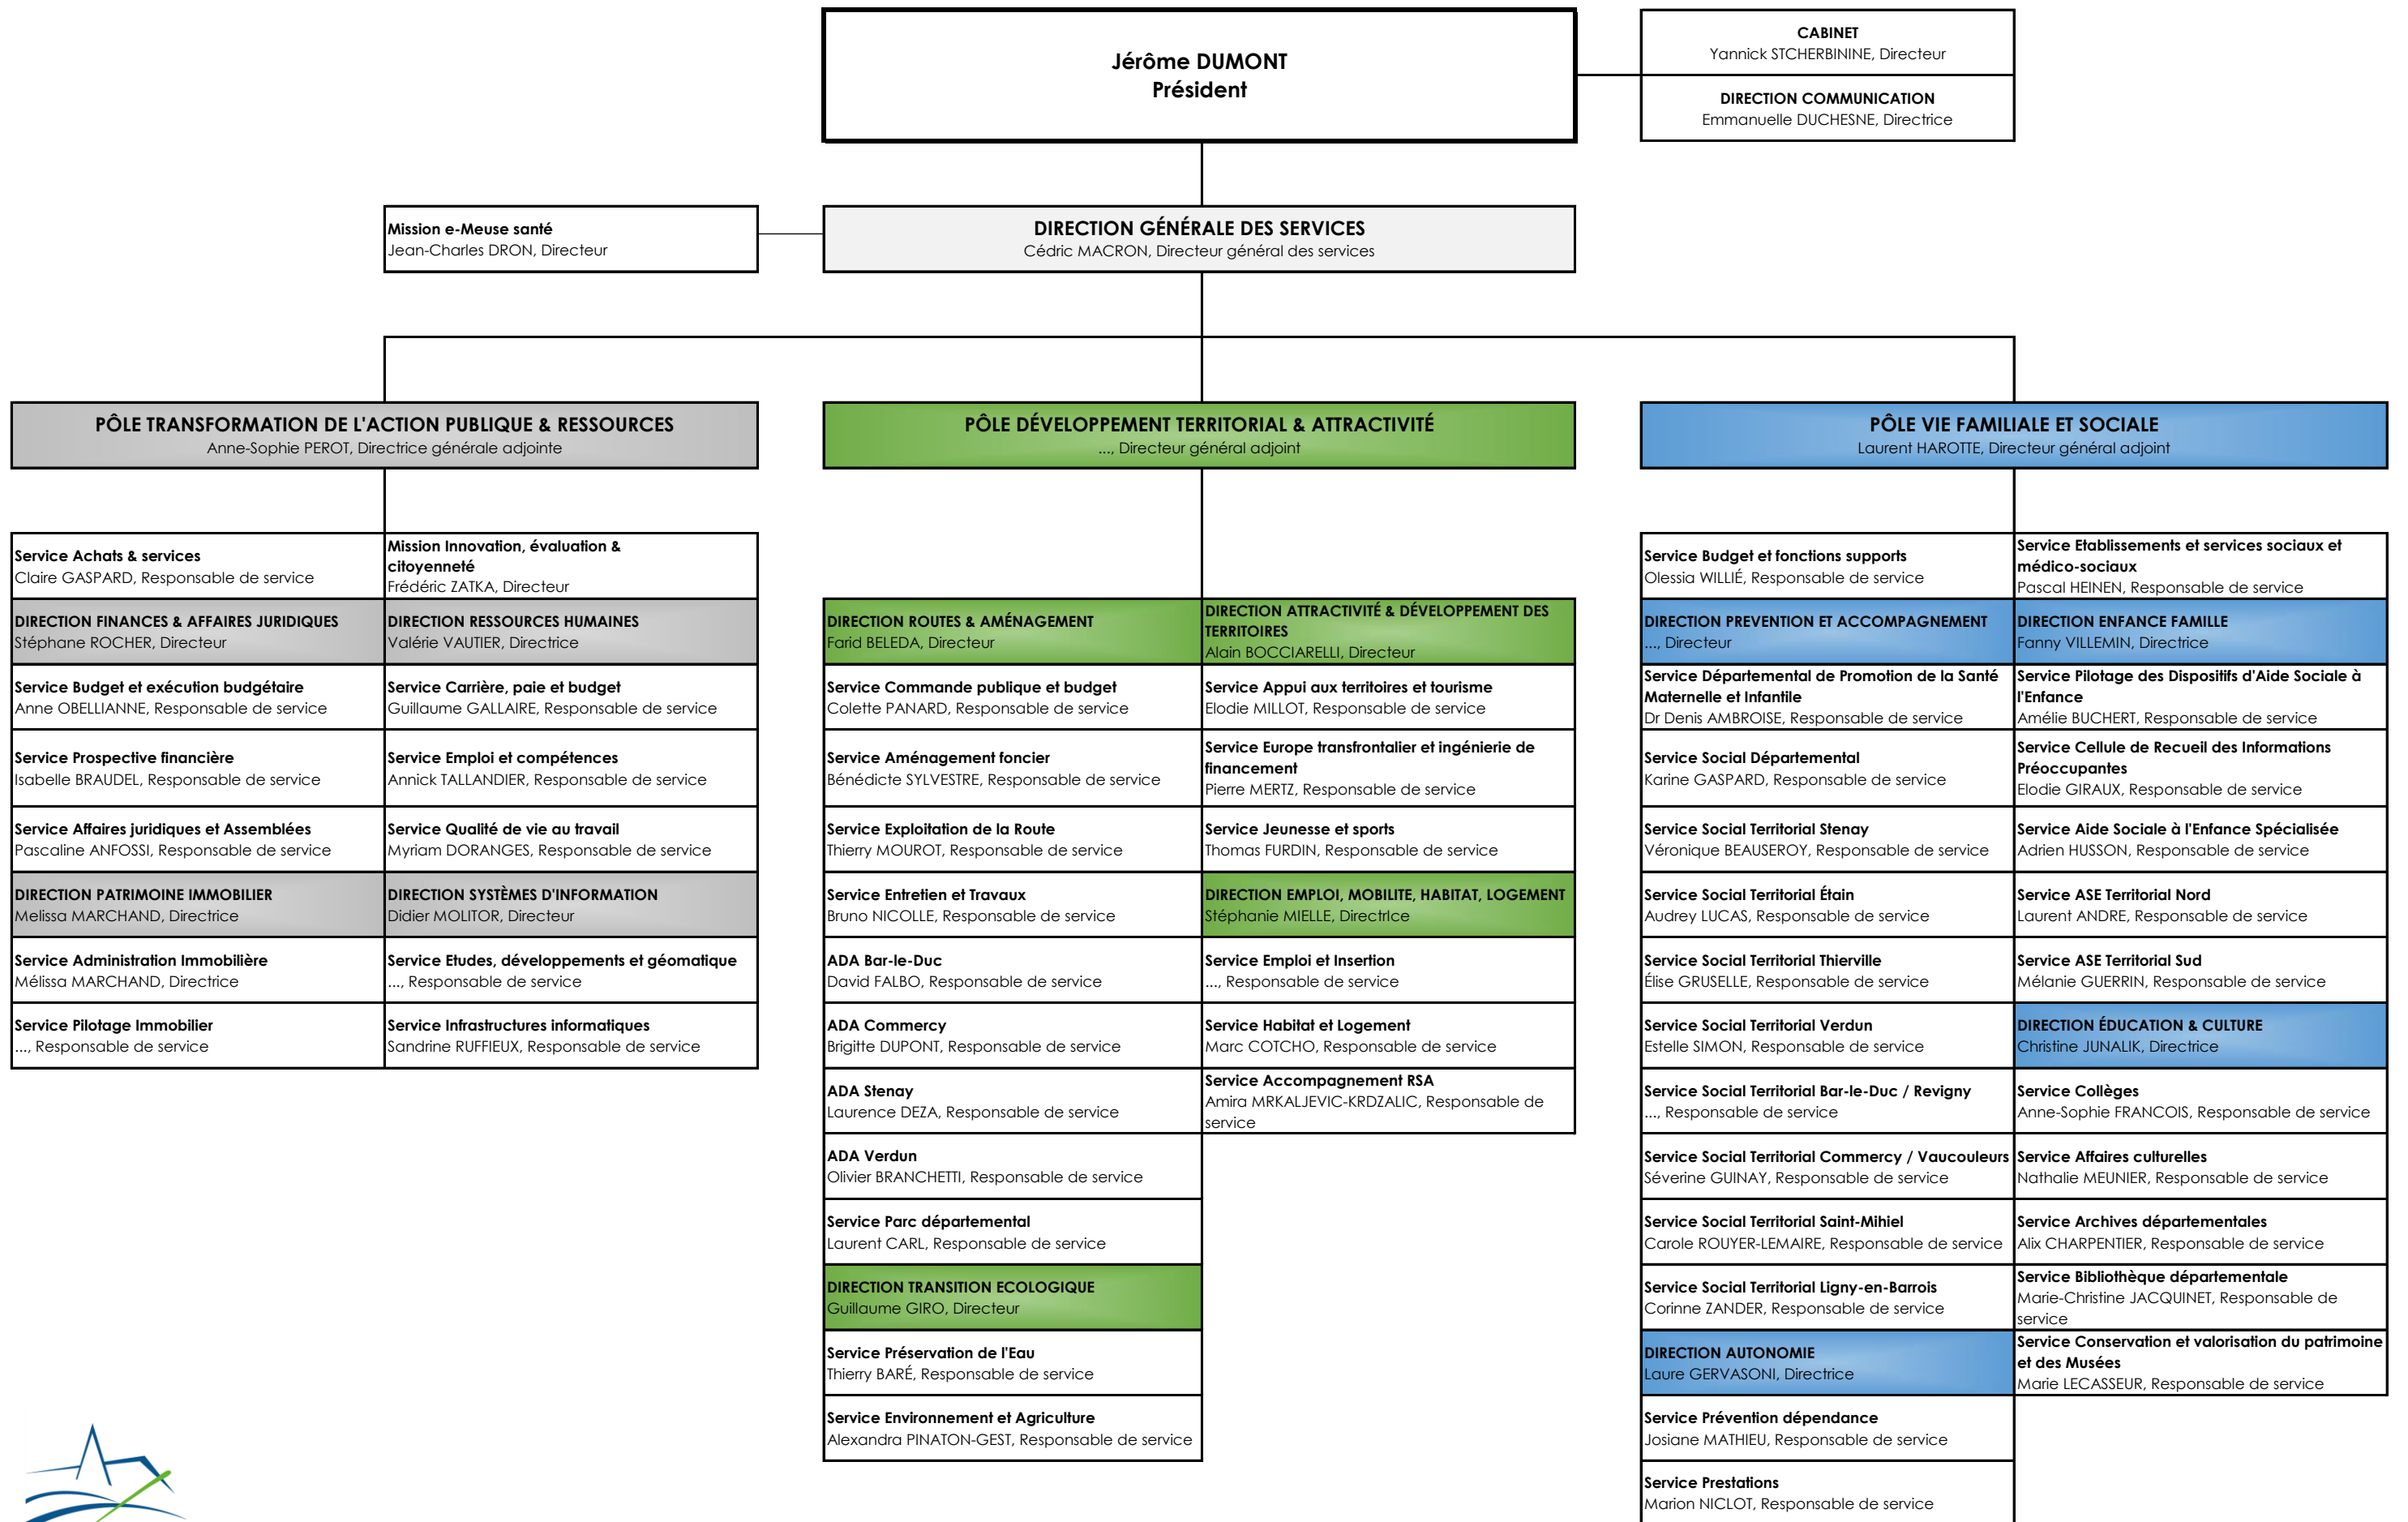 Jérôme DUMONT
Président
CABINET
Yannick STCHERBININE, Directeur
DIRECTION COMMUNICATION
Emmanuelle DUCHESNE, Directrice
Mission e-Meuse santé
Jean-Charles DRON, Directeur
DIRECTION GÉNÉRALE DES SERVICES
Cédric MACRON, Directeur général des services
PÔLE TRANSFORMATION DE L'ACTION PUBLIQUE & RESSOURCES
Anne-Sophie PEROT, Directrice générale adjointe
Service Achats & services
Claire GASPARD, Responsable de service
DIRECTION FINANCES & AFFAIRES JURIDIQUES
Stéphane ROCHER, Directeur
Service Budget et exécution budgétaire
Anne OBELLIANNE, Responsable de service
Service Prospective financière
Isabelle BRAUDEL, Responsable de service
Service Affaires juridiques et Assemblées
Pascaline ANFOSSI, Responsable de service
DIRECTION PATRIMOINE IMMOBILIER
Melissa MARCHAND, Directrice
Service Administration Immobilière
Mélissa MARCHAND, Directrice
Service Pilotage Immobilier
..., Responsable de service
Mission Innovation, évaluation &
citoyenneté
Frédéric ZATKA, Directeur
DIRECTION RESSOURCES HUMAINES
Valérie VAUTIER, Directrice
Service Carrière, paie et budget
Guillaume GALLAIRE, Responsable de service
Service Emploi et compétences
Annick TALLANDIER, Responsable de service
Service Qualité de vie au travail
Myriam DORANGES, Responsable de service
DIRECTION SYSTÈMES D'INFORMATION
Didier MOLITOR, Directeur
Service Etudes, développements et géomatique
..., Responsable de service
Service Infrastructures informatiques
Sandrine RUFFIEUX, Responsable de service
PÔLE DÉVELOPPEMENT TERRITORIAL & ATTRACTIVITÉ
..., Directeur général adjoint
DIRECTION ROUTES & AMÉNAGEMENT
Farid BELEDA, Directeur
Service Commande publique et budget
Colette PANARD, Responsable de service
Service Aménagement foncier
Bénédicte SYLVESTRE, Responsable de service
Service Exploitation de la Route
Thierry MOUROT, Responsable de service
Service Entretien et Travaux
Bruno NICOLLE, Responsable de service
ADA Bar-le-Duc
David FALBO, Responsable de service
ADA Commercy
Brigitte DUPONT, Responsable de service
ADA Stenay
Laurence DEZA, Responsable de service
ADA Verdun
Olivier BRANCHETTI, Responsable de service
Service Parc départemental
Laurent CARL, Responsable de service
DIRECTION TRANSITION ECOLOGIQUE
Guillaume GIRO, Directeur
Service Préservation de l'Eau
Thierry BARÉ, Responsable de service
Service Environnement et Agriculture
Alexandra PINATON-GEST, Responsable de service
DIRECTION ATTRACTIVITÉ & DÉVELOPPEMENT DES
TERRITOIRES
Alain BOCCIARELLI, Directeur
Service Appui aux territoires et tourisme
Elodie MILLOT, Responsable de service
Service Europe transfrontalier et ingénierie de
financement
Pierre MERTZ, Responsable de service
Service Jeunesse et sports
Thomas FURDIN, Responsable de service
DIRECTION EMPLOI, MOBILITE, HABITAT, LOGEMENT
Stéphanie MIELLE, DirectrIce
Service Emploi et Insertion
..., Responsable de service
Service Habitat et Logement
Marc COTCHO, Responsable de service
Service Accompagnement RSA
Amira MRKALJEVIC-KRDZALIC, Responsable de
service
PÔLE VIE FAMILIALE ET SOCIALE
Laurent HAROTTE, Directeur général adjoint
Service Budget et fonctions supports
Olessia WILLIÉ, Responsable de service
DIRECTION PREVENTION ET ACCOMPAGNEMENT
..., Directeur
Service Départemental de Promotion de la Santé
Maternelle et Infantile
Dr Denis AMBROISE, Responsable de service
Service Social Départemental
Karine GASPARD, Responsable de service
Service Social Territorial Stenay
Véronique BEAUSEROY, Responsable de service
Service Social Territorial Étain
Audrey LUCAS, Responsable de service
Service Social Territorial Thierville
Élise GRUSELLE, Responsable de service
Service Social Territorial Verdun
Estelle SIMON, Responsable de service
Service Social Territorial Bar-le-Duc / Revigny
..., Responsable de service
Service Social Territorial Commercy / Vaucouleurs
Séverine GUINAY, Responsable de service
Service Social Territorial Saint-Mihiel
Carole ROUYER-LEMAIRE, Responsable de service
Service Social Territorial Ligny-en-Barrois
Corinne ZANDER, Responsable de service
DIRECTION AUTONOMIE
Laure GERVASONI, Directrice
Service Prévention dépendance
Josiane MATHIEU, Responsable de service
Service Prestations
Marion NICLOT, Responsable de service
Service Etablissements et services sociaux et
médico-sociaux
Pascal HEINEN, Responsable de service
DIRECTION ENFANCE FAMILLE
Fanny VILLEMIN, Directrice
Service Pilotage des Dispositifs d'Aide Sociale à
l'Enfance
Amélie BUCHERT, Responsable de service
Service Cellule de Recueil des Informations
Préoccupantes
Elodie GIRAUX, Responsable de service
Service Aide Sociale à l'Enfance Spécialisée
Adrien HUSSON, Responsable de service
Service ASE Territorial Nord
Laurent ANDRE, Responsable de service
Service ASE Territorial Sud
Mélanie GUERRIN, Responsable de service
DIRECTION ÉDUCATION & CULTURE
Christine JUNALIK, Directrice
Service Collèges
Anne-Sophie FRANCOIS, Responsable de service
Service Affaires culturelles
Nathalie MEUNIER, Responsable de service
Service Archives départementales
Alix CHARPENTIER, Responsable de service
Service Bibliothèque départementale
Marie-Christine JACQUINET, Responsable de
service
Service Conservation et valorisation du patrimoine
et des Musées
Marie LECASSEUR, Responsable de service